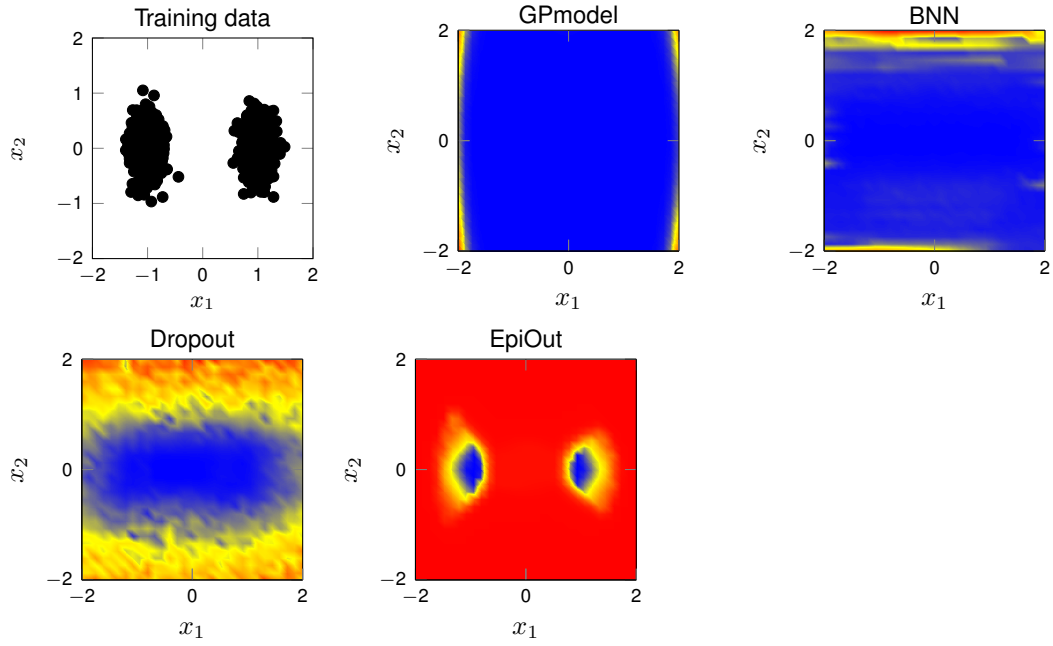 Training data
2
1
0
−1
−2
x₂
−2
−1
0
1
2
x₁
GPmodel
2
0
−2
x₂
−2
0
2
x₁
BNN
2
0
−2
x₂
−2
0
2
x₁
Dropout
2
0
−2
x₂
−2
0
2
x₁
EpiOut
2
0
−2
x₂
−2
0
2
x₁